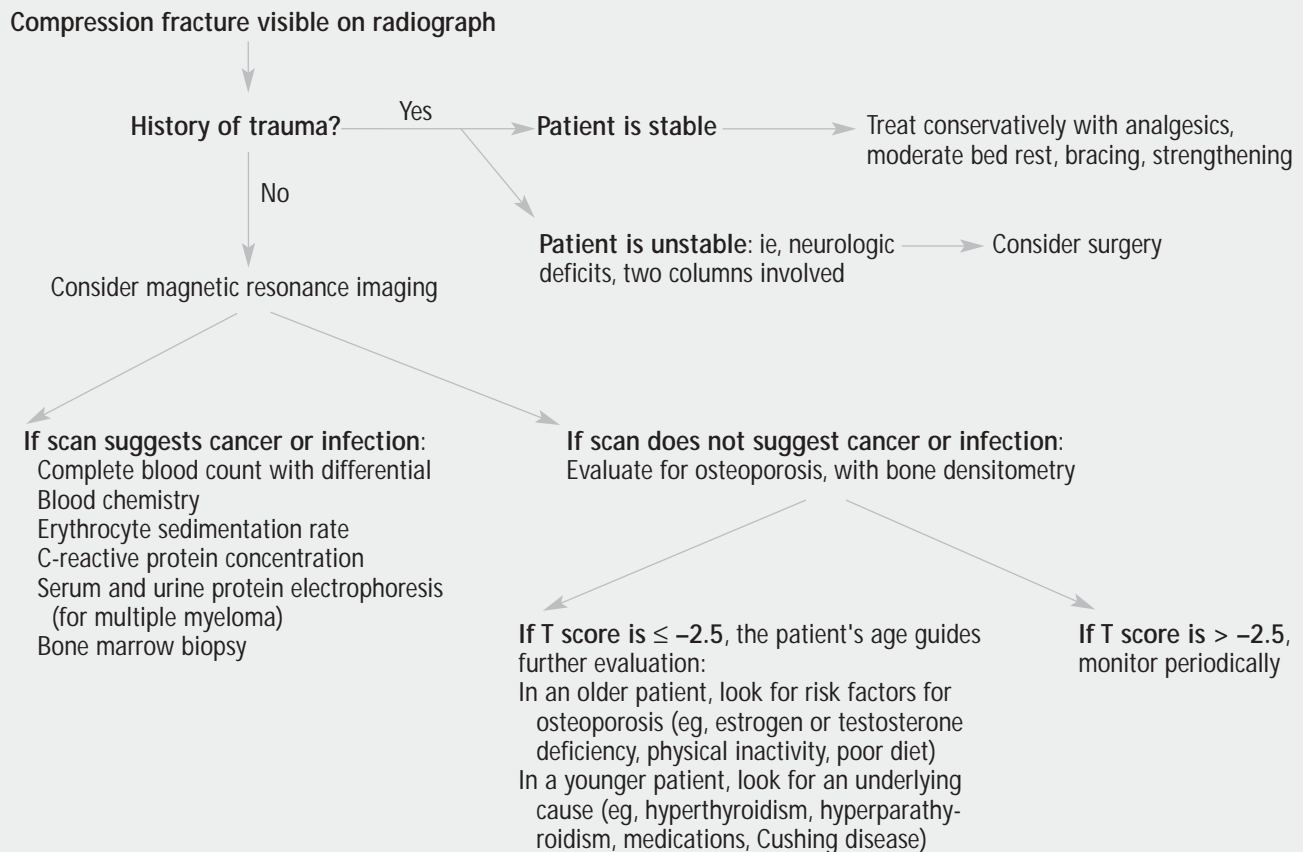 Compression fracture visible on radiograph
History of trauma?
Yes
Patient is stable
Treat conservatively with analgesics,
moderate bed rest, bracing, strengthening
No
Patient is unstable: ie, neurologic
deficits, two columns involved
Consider surgery
Consider magnetic resonance imaging
If scan suggests cancer or infection:
Complete blood count with differential
Blood chemistry
Erythrocyte sedimentation rate
C-reactive protein concentration
Serum and urine protein electrophoresis
(for multiple myeloma)
Bone marrow biopsy
If scan does not suggest cancer or infection:
Evaluate for osteoporosis, with bone densitometry
If T score is ≤ –2.5, the patient's age guides
further evaluation:
In an older patient, look for risk factors for
osteoporosis (eg, estrogen or testosterone
deficiency, physical inactivity, poor diet)
In a younger patient, look for an underlying
cause (eg, hyperthyroidism, hyperparathy-
roidism, medications, Cushing disease)
If T score is > –2.5,
monitor periodically